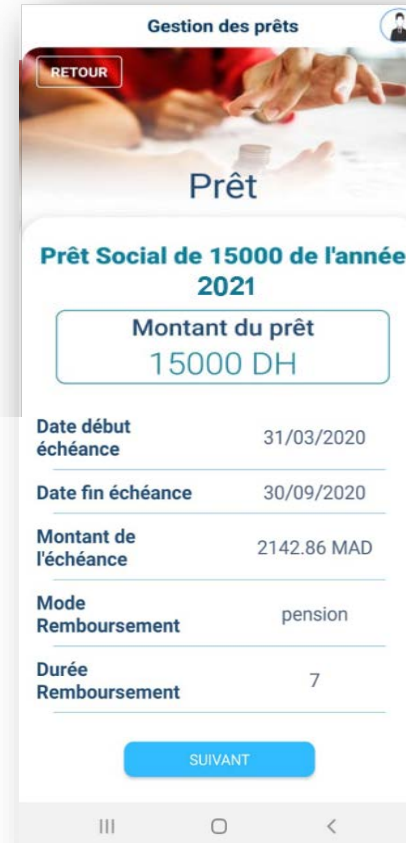 Gestion des prêts
RETOUR
Prêt
Prêt Social de 15000 de l'année
2021
Montant du prêt
15000 DH
Date début
échéance
31/03/2020
Date fin échéance
30/09/2020
Montant de
l'échéance
2142.86 MAD
Mode
Remboursement
pension
Durée
Remboursement
7
SUIVANT